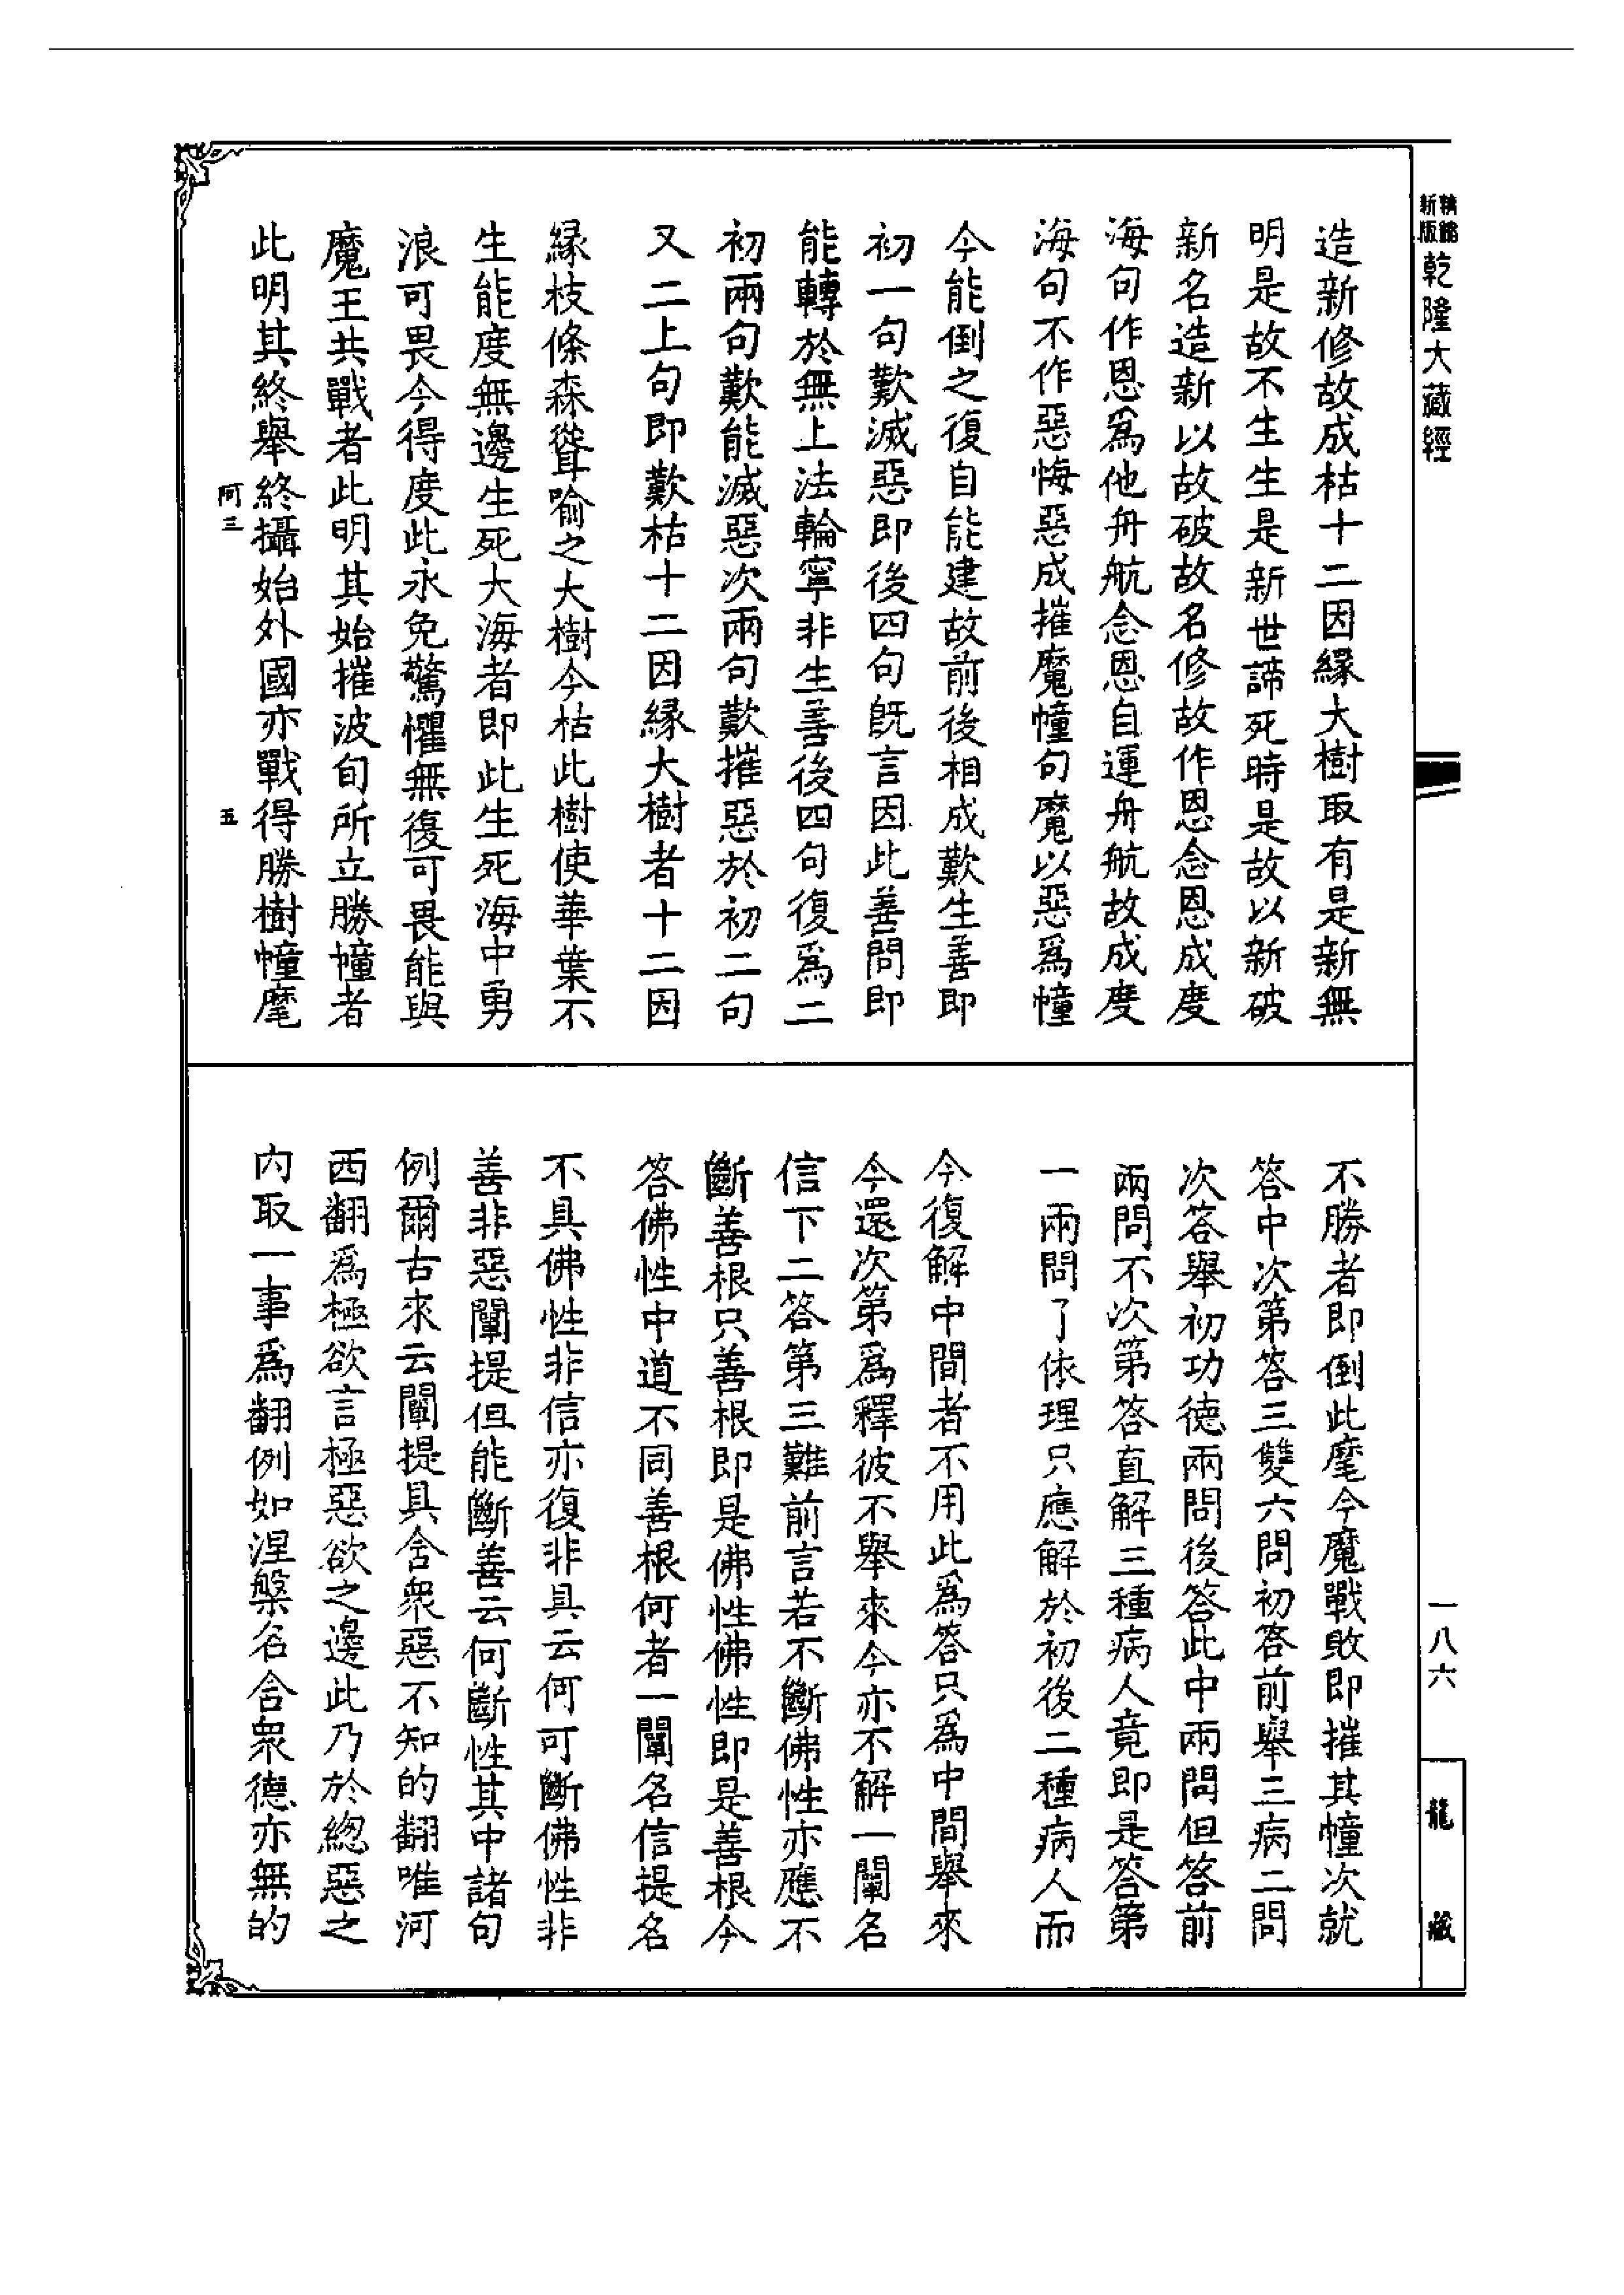 精鐫
新版
乾隆大藏經
造新修故成枯十二因緣大樹取有是新無
明是故不生生是新世諦死時是故以新破
新名造新以故破故名修故作恩念恩成度
海句作恩爲他舟航念恩自運舟航故成度
海句不作惡悔惡成摧魔幢句魔以惡爲幢
今能倒之復自能建故前後相成歎生善即
初一句歎滅惡即後四句旣言因此善問即
能轉於無上法輪寧非生善後四句復爲二
初兩句歎能滅惡次兩句歎摧惡於初二句
又二上句即歎枯十二因緣大樹者十二因
緣枝條森聳喻之大樹今枯此樹使華葉不
生能度無邊生死大海者即此生死海中勇
浪可畏今得度此永免驚懼無復可畏能與
魔王共戰者此明其始摧波旬所立勝幢者
此明其終舉終攝始外國亦戰得勝樹幢麾
阿三
五
不勝者即倒此麾今魔戰敗即摧其幢次就
答中次第答三雙六問初答前舉三病二問
次答舉初功德兩問後答此中兩問但答前
兩問不次第答直解三種病人竟即是答第
一兩問了依理只應解於初後二種病人而
今復解中間者不用此爲答只爲中間舉來
今還次第爲釋彼不舉來今亦不解一闡名
信下二答第三難前言若不斷佛性亦應不
斷善根只善根即是佛性佛性即是善根今
答佛性中道不同善根何者一闡名信提名
不具佛性非信亦復非具云何可斷佛性非
善非惡闡提但能斷善云何斷性其中諸句
例爾古來云闡提具含衆惡不知的翻唯河
西翻爲極欲言極惡欲之邊此乃於緫惡之
內取一事爲翻例如涅槃名含衆德亦無的
一八六
龍藏